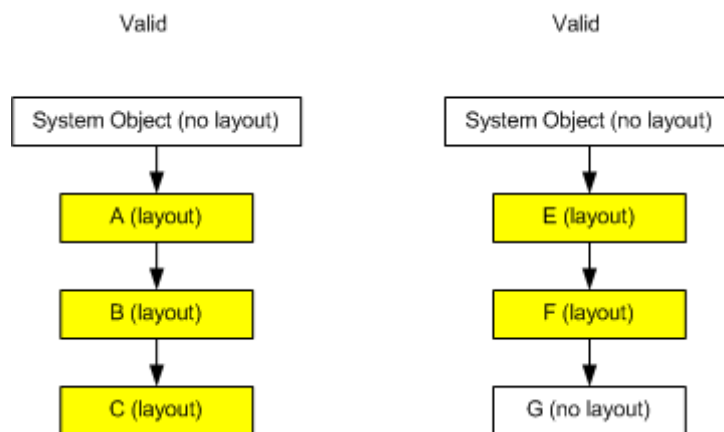 Valid
System Object (no layout)
A (layout)
B (layout)
C (layout)
Valid
System Object (no layout)
E (layout)
F (layout)
G (no layout)